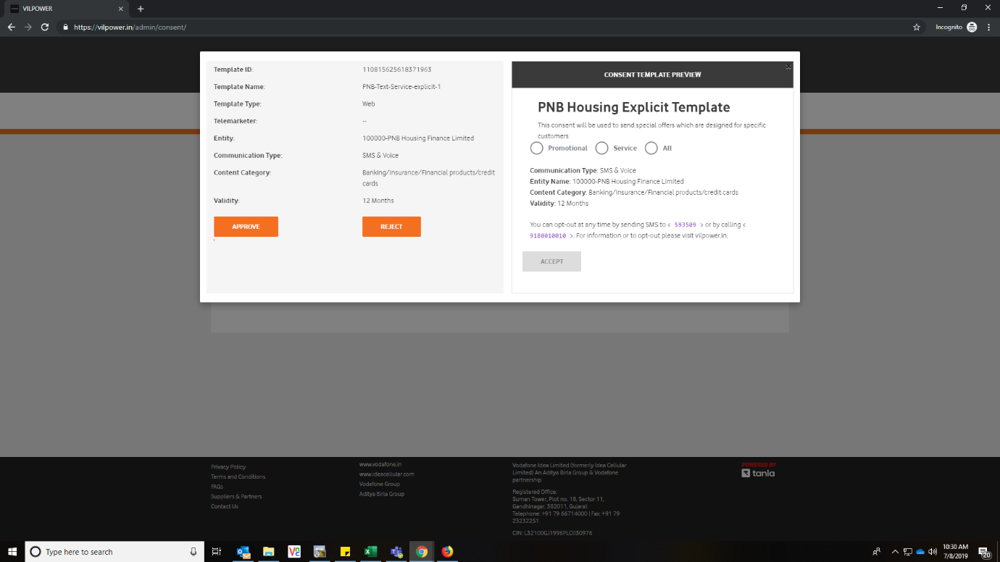 VILPOWER
https://vilpower.in/admin/consent/
Incognito
Template ID: 110815625618371963
Template Name: PNB-Text-Service-explicit-1
Template Type: Web
Telemarketer: --
Entity: 100000-PNB Housing Finance Limited
Communication Type: SMS & Voice
Content Category: Banking/Insurance/Financial products/credit
cards
Validity: 12 Months
APPROVE REJECT
CONSENT TEMPLATE PREVIEW
PNB Housing Explicit Template
This consent will be used to send special offers which are designed for specific
customers
Promotional Service All
Communication Type: SMS & Voice
Entity Name: 100000-PNB Housing Finance Limited
Content Category: Banking/Insurance/Financial products/credit cards
Validity: 12 Months
You can opt-out at any time by sending SMS to < 593509 > or by calling <
9180010010 >. For information or to opt-out please visit vilpower.in.
ACCEPT
Privacy Policy
Terms and Conditions
FAQs
Suppliers & Partners
Contact Us
www.vodafone.in
www.ideacellular.com
Vodafone Group
Aditya Birla Group
Vodafone Idea Limited (formerly Idea Cellular
Limited) An Aditya Birla Group & Vodafone
partnership
Registered Office:
Suman Tower, Plot no. 18, Sector 11,
Gandhinagar, 382011, Gujarat
Telephone: +91 79 66714000 | Fax: +91 79
23232251
CIN: L32100GJ1996PLC030976
POWERED BY
tanla
Type here to search
10:30 AM
7/8/2019
20